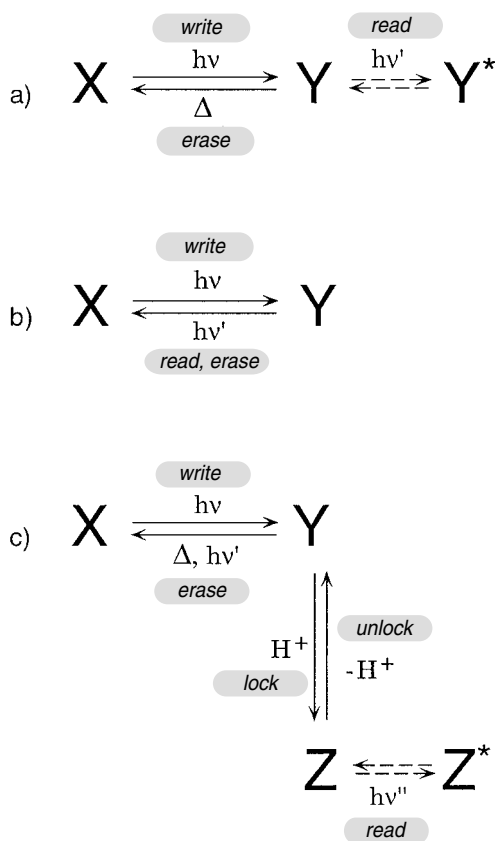 write
read
hν
hν'
a) X Y Y*
Δ
erase
write
hν
b) X Y
hν'
read, erase
write
hν
c) X Y
Δ, hν'
erase
unlock
H+
-H+
lock
Z Z*
hν''
read